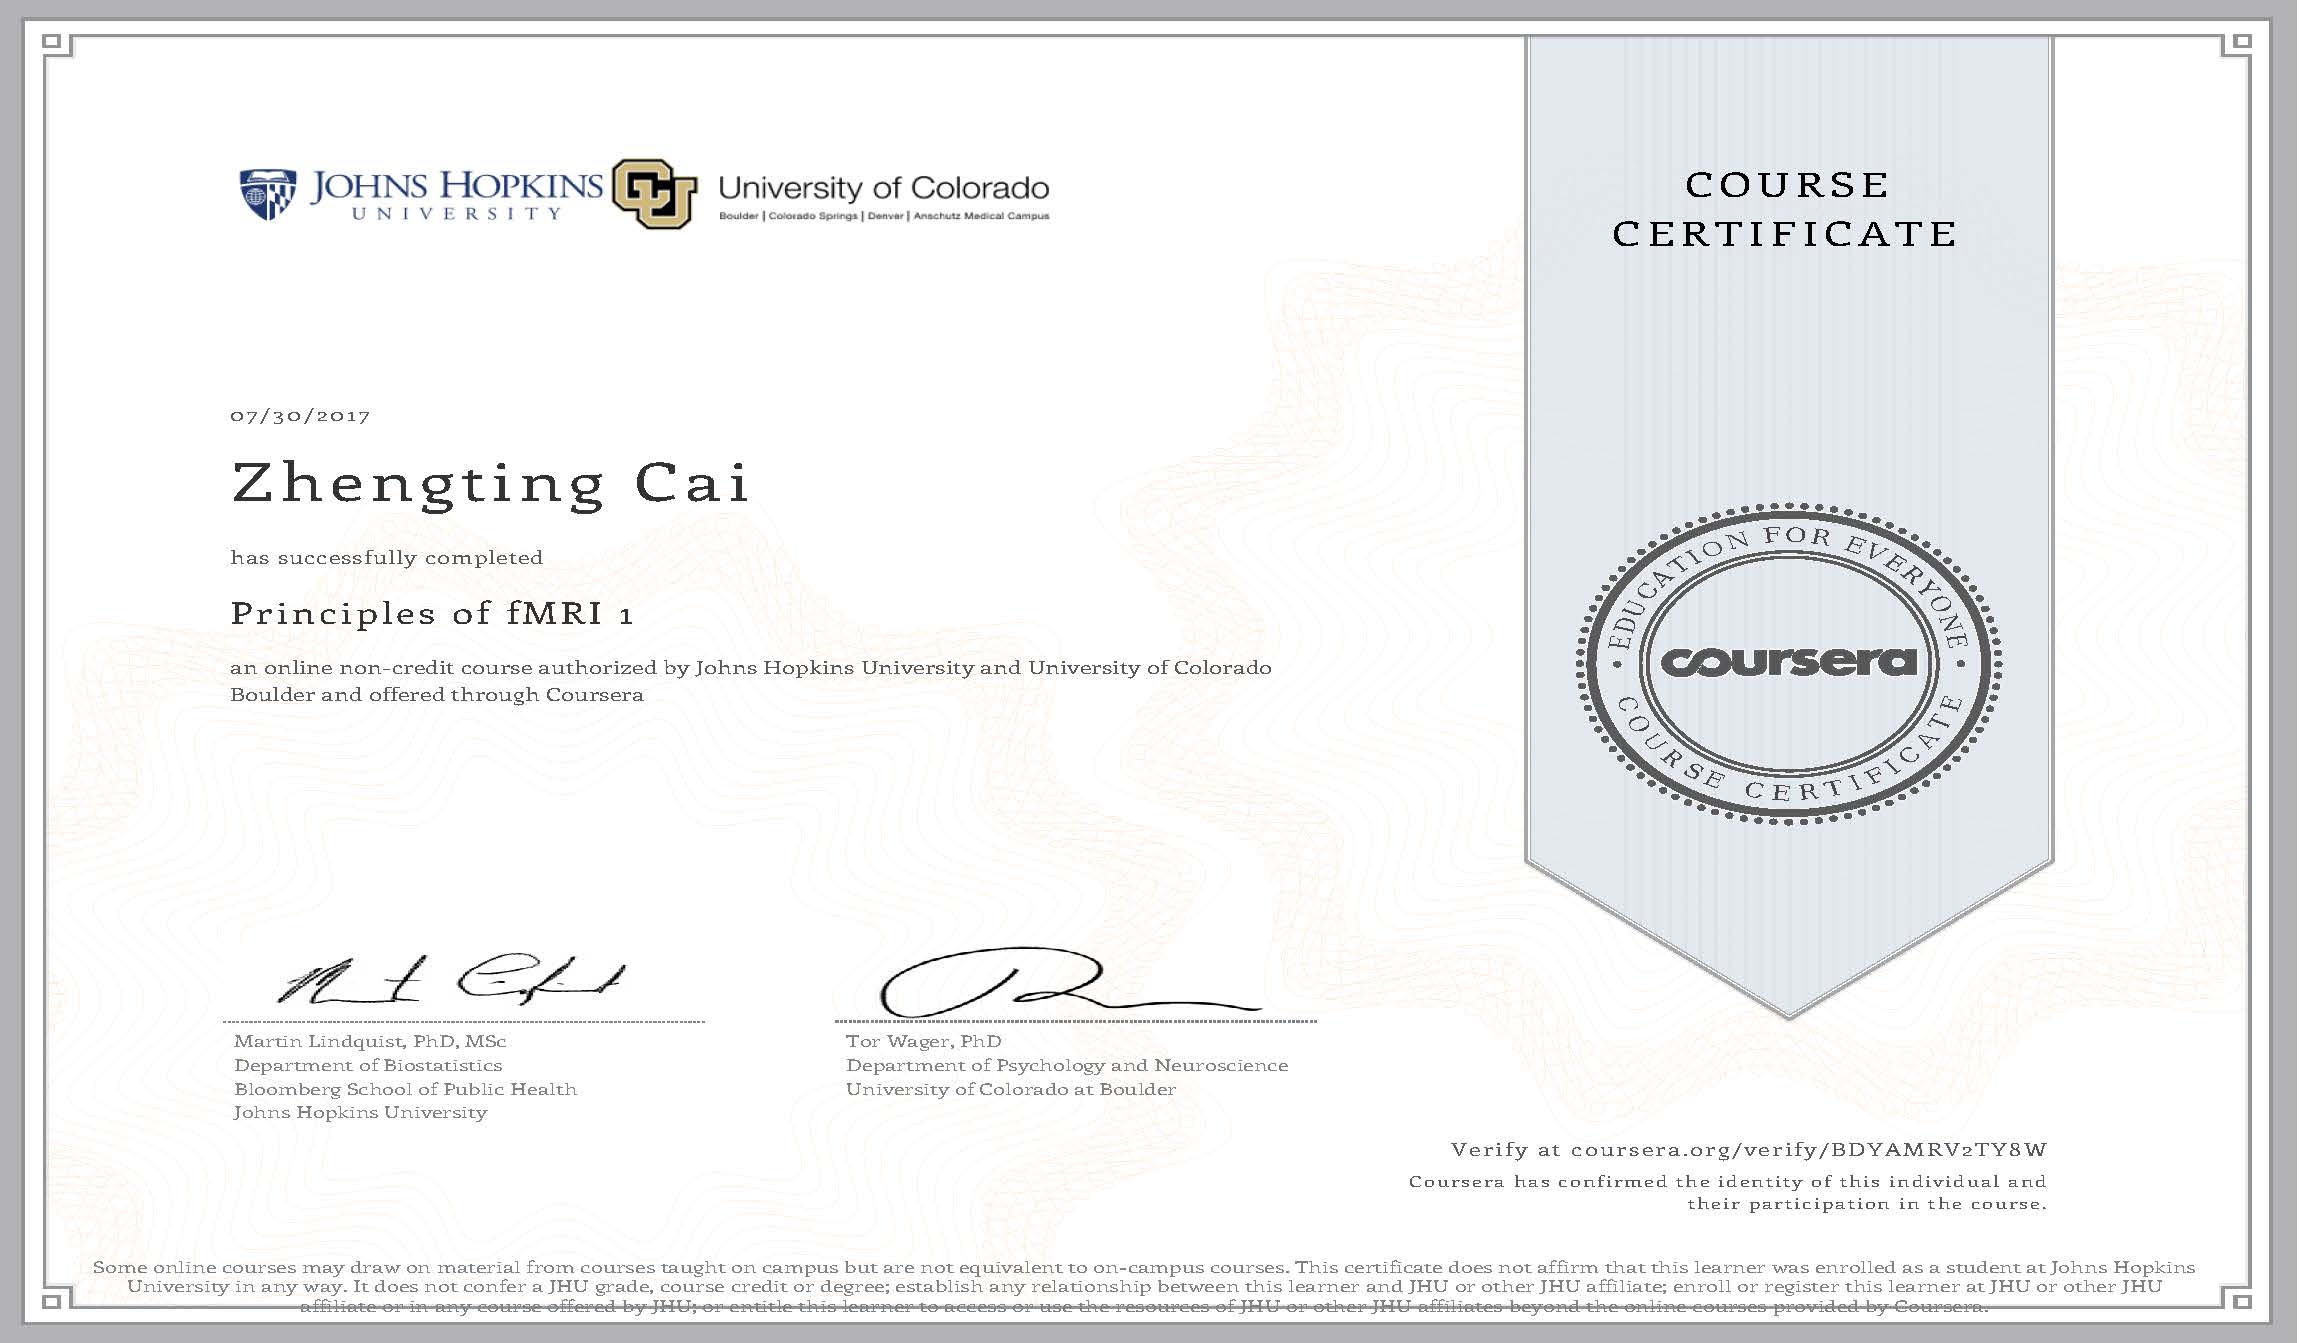 JOHNS HOPKINS
UNIVERSITY
CU
University of Colorado
Boulder | Colorado Springs | Denver | Anschutz Medical Campus
COURSE
CERTIFICATE
07/30/2017
Zhengting Cai
has successfully completed
Principles of fMRI 1
an online non-credit course authorized by Johns Hopkins University and University of Colorado
Boulder and offered through Coursera
EDUCATION FOR EVERYONE
coursera
COURSE CERTIFICATE
Martin Lindquist, PhD, MSc
Department of Biostatistics
Bloomberg School of Public Health
Johns Hopkins University
Tor Wager, PhD
Department of Psychology and Neuroscience
University of Colorado at Boulder
Verify at coursera.org/verify/BDYAMRV2TY8W
Coursera has confirmed the identity of this individual and
their participation in the course.
Some online courses may draw on material from courses taught on campus but are not equivalent to on-campus courses. This certificate does not affirm that this learner was enrolled as a student at Johns Hopkins
University in any way. It does not confer a JHU grade, course credit or degree; establish any relationship between this learner and JHU or other JHU affiliate; enroll or register this learner at JHU or other JHU
affiliate or in any course offered by JHU; or entitle this learner to access or use the resources of JHU or other JHU affiliates beyond the online courses provided by Coursera.